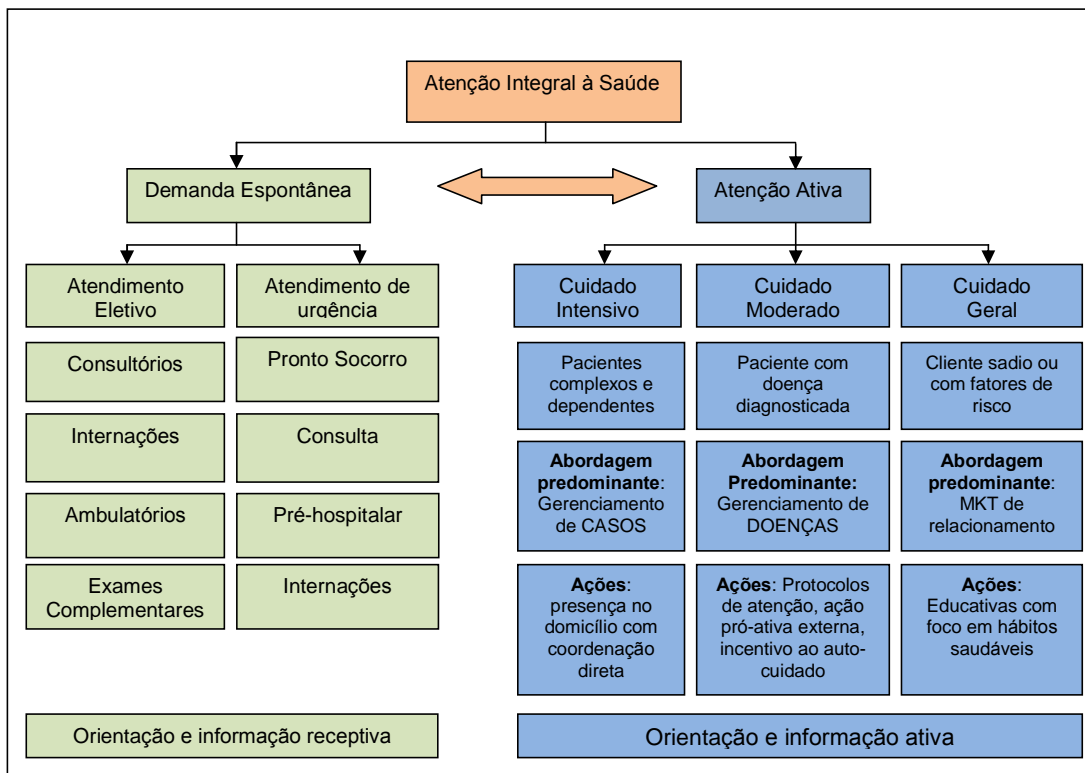 Atenção Integral à Saúde
Demanda Espontânea
Atenção Ativa
Atendimento
Eletivo
Atendimento de
urgência
Cuidado
Intensivo
Cuidado
Moderado
Cuidado
Geral
Consultórios
Pronto Socorro
Pacientes
complexos e
dependentes
Paciente com
doença
diagnosticada
Cliente sadio ou
com fatores de
risco
Internações
Consulta
Abordagem
predominante:
Gerenciamento
de CASOS
Abordagem
Predominante:
Gerenciamento de
DOENÇAS
Abordagem
predominante:
MKT de
relacionamento
Ambulatórios
Pré-hospitalar
Exames
Complementares
Internações
Ações:
presença no
domicílio com
coordenação
direta
Ações: Protocolos
de atenção, ação
pró-ativa externa,
incentivo ao auto-
cuidado
Ações:
Educativas com
foco em hábitos
saudáveis
Orientação e informação receptiva
Orientação e informação ativa